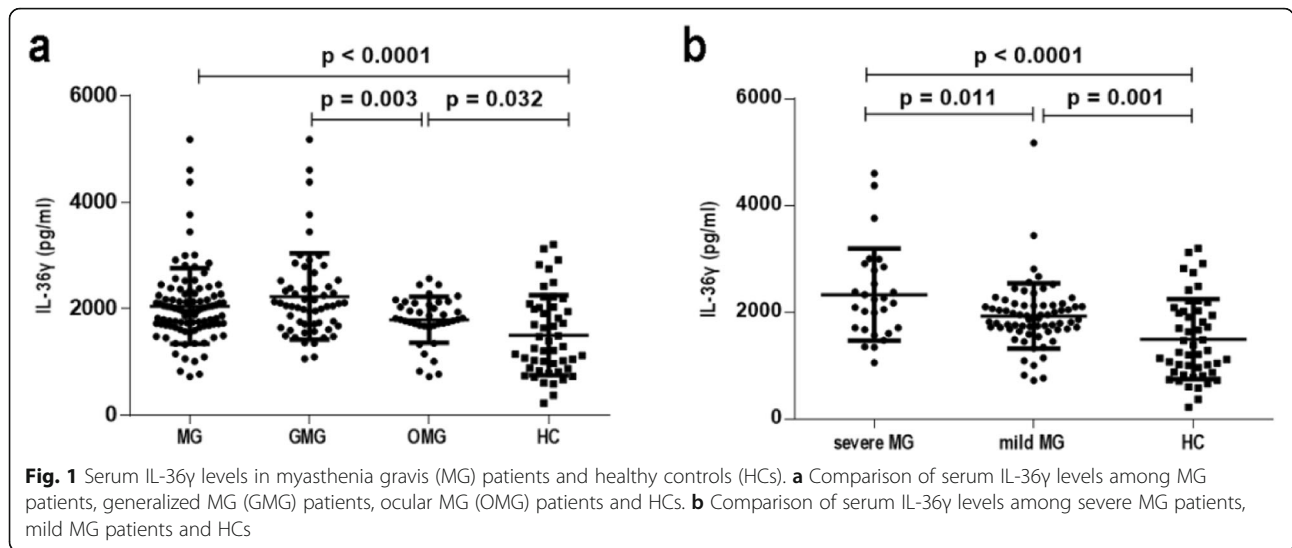 a
p < 0.0001
p = 0.003
p = 0.032
6000
4000
2000
0
IL-36γ (pg/ml)
MG
GMG
OMG
HC
b
p < 0.0001
p = 0.011
p = 0.001
6000
4000
2000
0
IL-36γ (pg/ml)
severe MG
mild MG
HC
Fig. 1 Serum IL-36γ levels in myasthenia gravis (MG) patients and healthy controls (HCs). a Comparison of serum IL-36γ levels among MG
patients, generalized MG (GMG) patients, ocular MG (OMG) patients and HCs. b Comparison of serum IL-36γ levels among severe MG patients,
mild MG patients and HCs